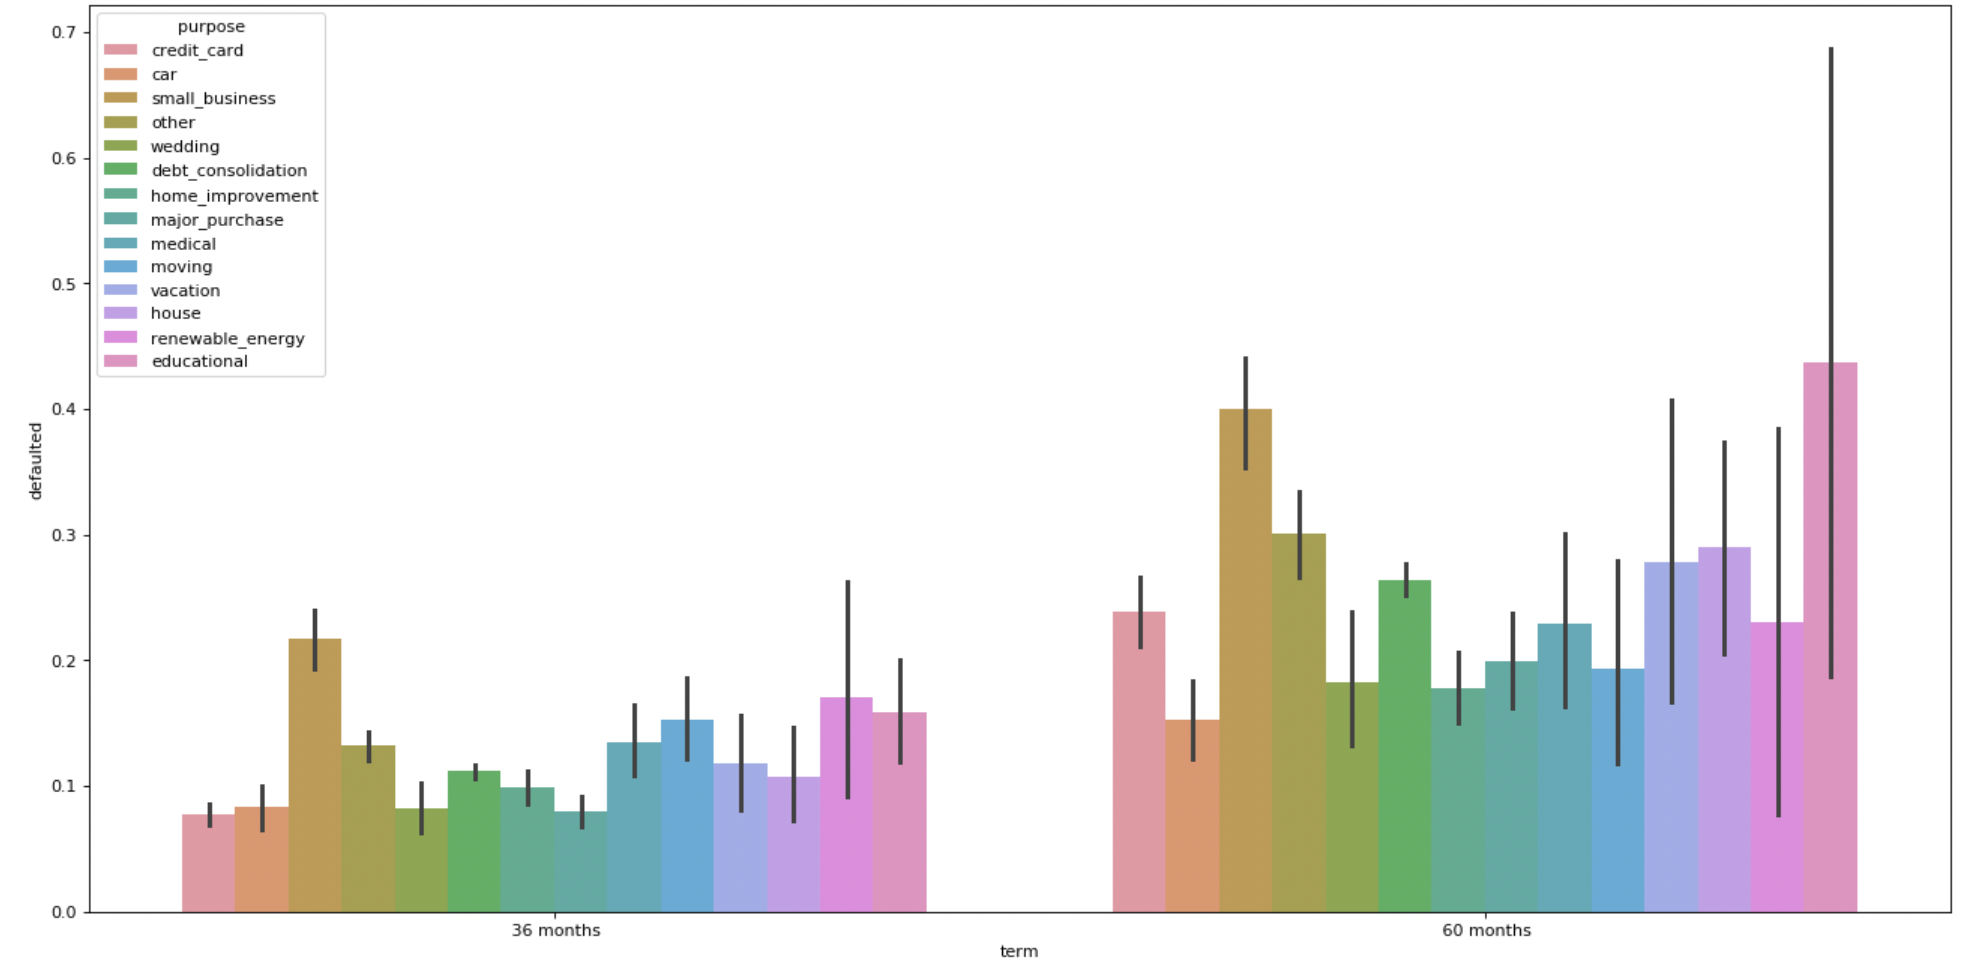 purpose
credit_card
car
small_business
other
wedding
debt_consolidation
home_improvement
major_purchase
medical
moving
vacation
house
renewable_energy
educational
0.7
0.6
0.5
0.4
0.3
0.2
0.1
0.0
defaulted
36 months
60 months
term